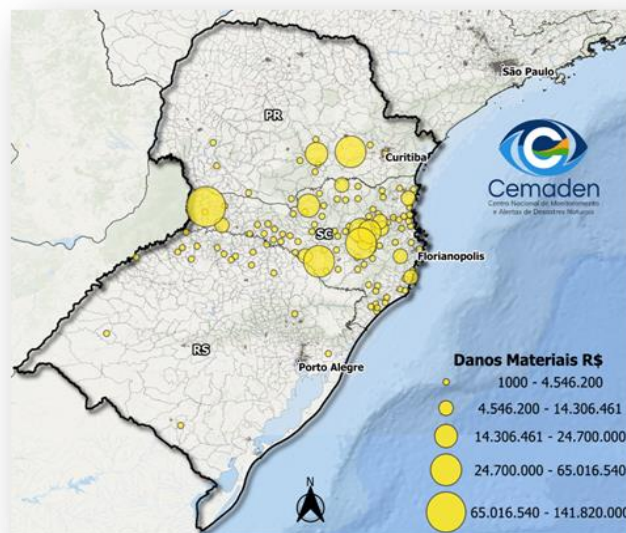 São Paulo
PR
Curitiba
Cemaden
Centro Nacional de Monitoramento
e Alertas de Desastres Naturais
SC
Florianopolis
RS
Porto Alegre
Danos Materiais R$
1000 - 4.546.200
4.546.200 - 14.306.461
14.306.461 - 24.700.000
24.700.000 - 65.016.540
65.016.540 - 141.820.000
N